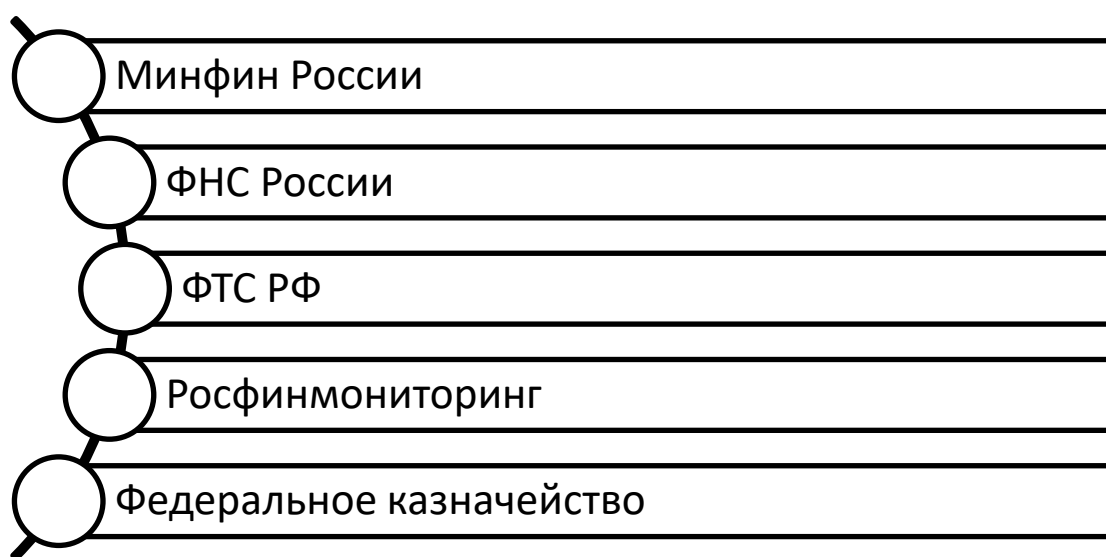 Минфин России
ФНС России
ФТС РФ
Росфинмониторинг
Федеральное казначейство